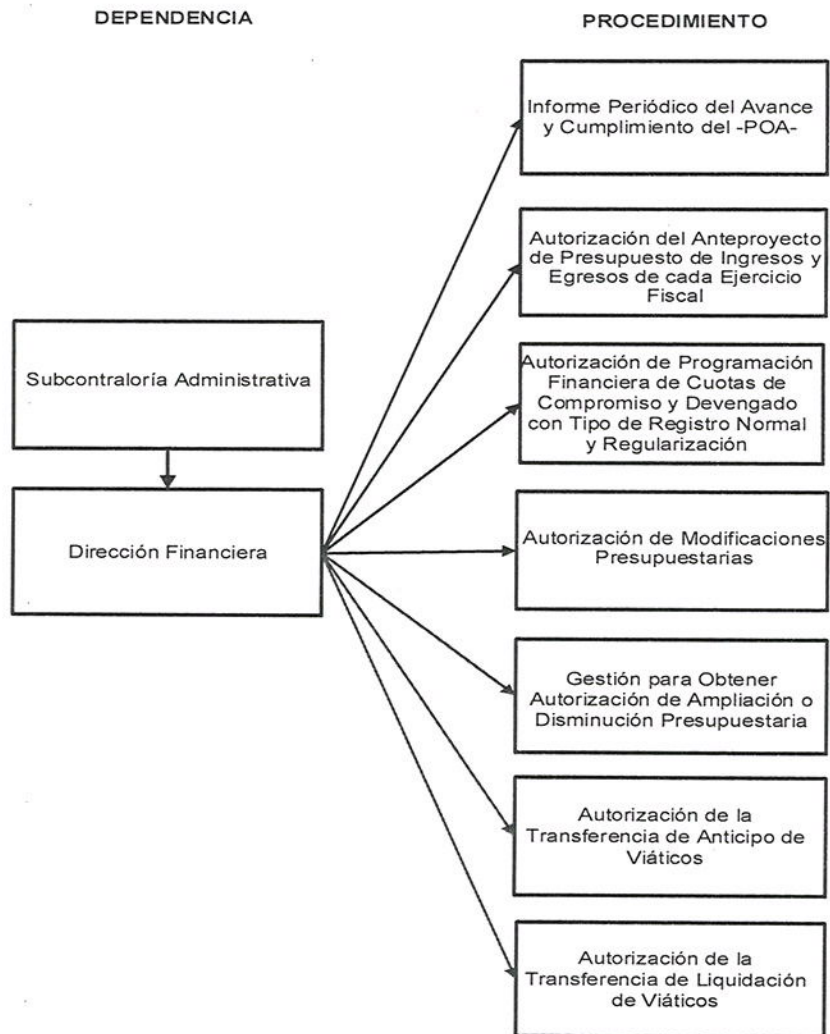 DEPENDENCIA
PROCEDIMIENTO
Informe Periódico del Avance
y Cumplimiento del -POA-
Autorización del Anteproyecto
de Presupuesto de Ingresos y
Egresos de cada Ejercicio
Fiscal
Subcontraloría Administrativa
Autorización de Programación
Financiera de Cuotas de
Compromiso y Devengado
con Tipo de Registro Normal
y Regularización
Dirección Financiera
Autorización de Modificaciones
Presupuestarias
Gestión para Obtener
Autorización de Ampliación o
Disminución Presupuestaria
Autorización de la
Transferencia de Anticipo de
Viáticos
Autorización de la
Transferencia de Liquidación
de Viáticos